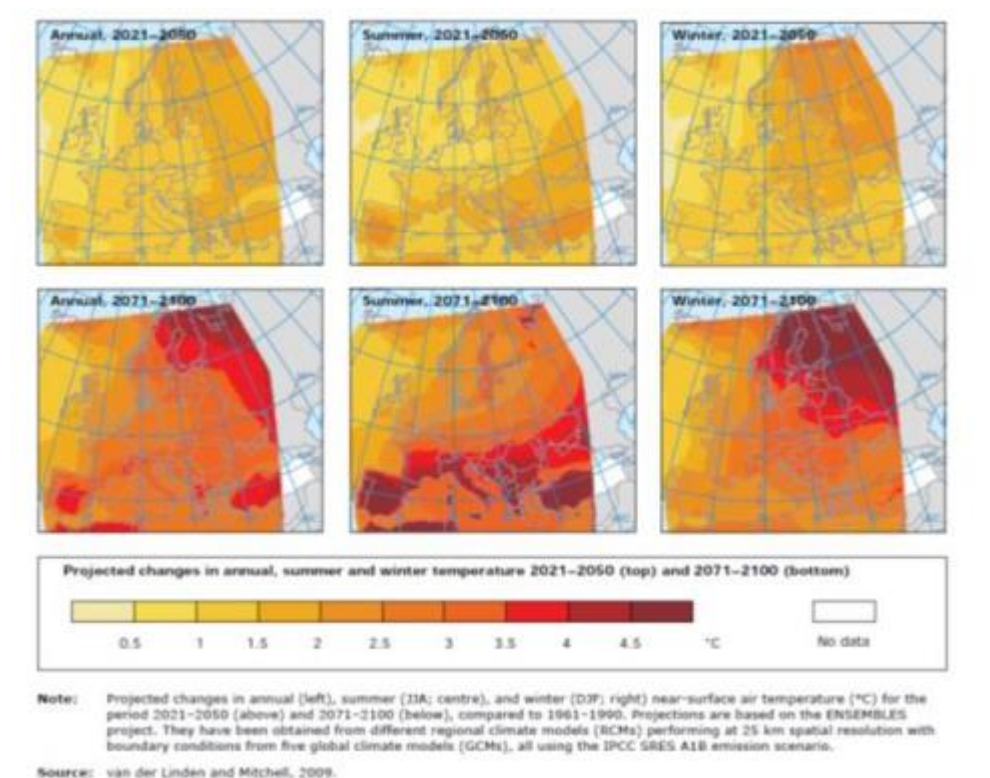 Annual, 2021–2050
Summer, 2021–2050
Winter, 2021–2050
Annual, 2071–2100
Summer, 2071–2100
Winter, 2071–2100
Projected changes in annual, summer and winter temperature 2021–2050 (top) and 2071–2100 (bottom)
0.5 1 1.5 2 2.5 3 3.5 4 4.5 °C No data
Note: Projected changes in annual (left), summer (JJA; centre), and winter (DJF; right) near-surface air temperature (°C) for the
period 2021–2050 (above) and 2071–2100 (below), compared to 1961–1990. Projections are based on the ENSEMBLES
project. They have been obtained from different regional climate models (RCMs) performing at 25 km spatial resolution with
boundary conditions from five global climate models (GCMs), all using the IPCC SRES A1B emission scenario.
Source: van der Linden and Mitchell, 2009.